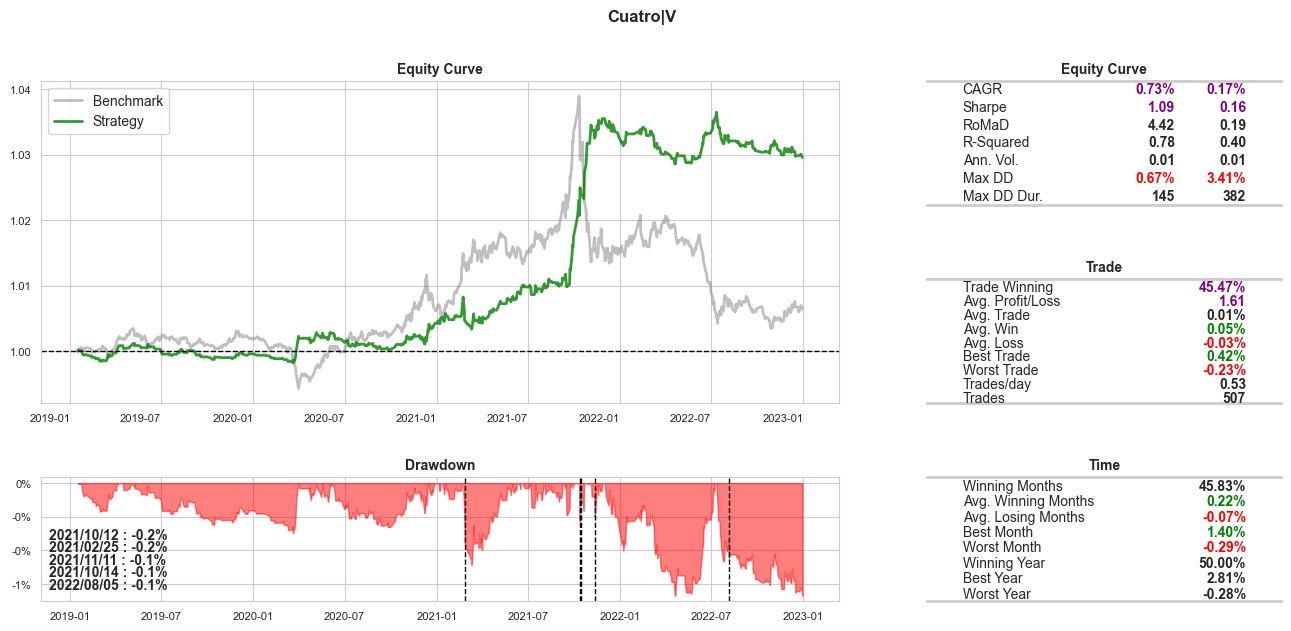 Cuatro|V
Equity Curve
Benchmark
Strategy
1.04
1.03
1.02
1.01
1.00
2019-01 2019-07 2020-01 2020-07 2021-01 2021-07 2022-01 2022-07 2023-01
Equity Curve
CAGR 0.73% 0.17%
Sharpe 1.09 0.16
RoMaD 4.42 0.19
R-Squared 0.78 0.40
Ann. Vol. 0.01 0.01
Max DD 0.67% 3.41%
Max DD Dur. 145 382
Trade
Trade Winning 45.47%
Avg. Profit/Loss 1.61
Avg. Trade 0.01%
Avg. Win 0.05%
Avg. Loss -0.03%
Best Trade 0.42%
Worst Trade -0.23%
Trades/day 0.53
Trades 507
Drawdown
0%
-0%
-0%
-1%
2021/10/12 : -0.2%
2021/02/25 : -0.2%
2021/11/11 : -0.1%
2021/10/14 : -0.1%
2022/08/05 : -0.1%
2019-01 2019-07 2020-01 2020-07 2021-01 2021-07 2022-01 2022-07 2023-01
Time
Winning Months 45.83%
Avg. Winning Months 0.22%
Avg. Losing Months -0.07%
Best Month 1.40%
Worst Month -0.29%
Winning Year 50.00%
Best Year 2.81%
Worst Year -0.28%